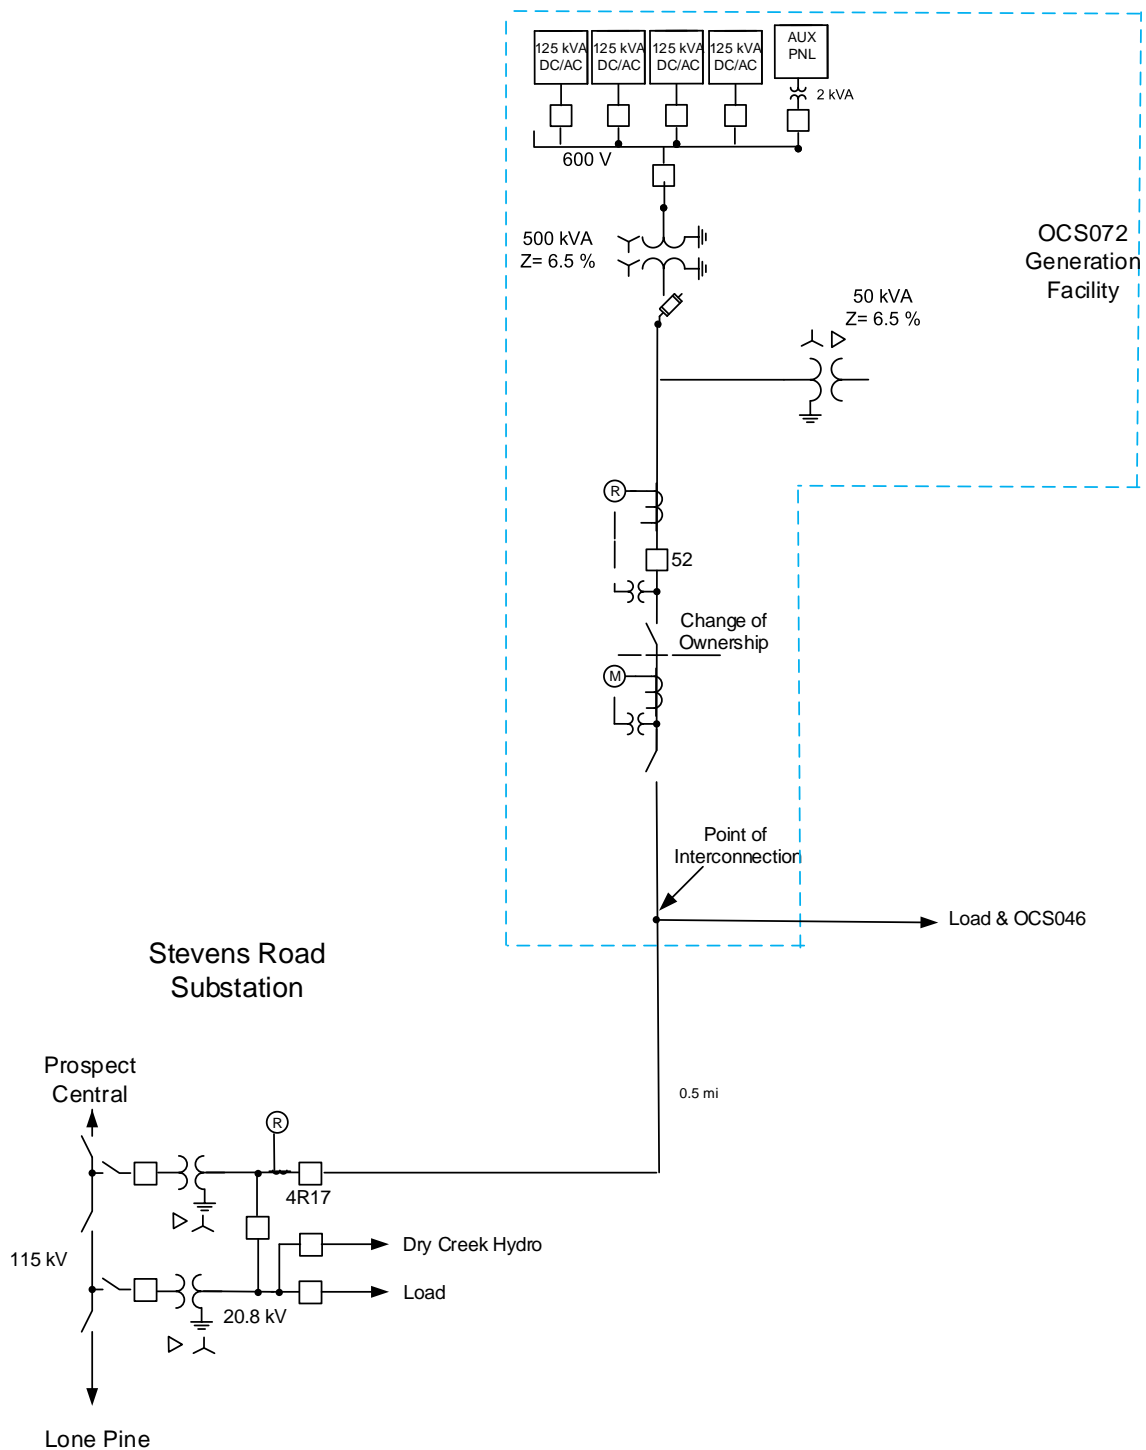 125 kVA
DC/AC
125 kVA
DC/AC
125 kVA
DC/AC
125 kVA
DC/AC
AUX
PNL
2 kVA
600 V
500 kVA
Z= 6.5 %
OCS072
Generation
Facility
50 kVA
Z= 6.5 %
R
52
Change of
Ownership
M
Point of
Interconnection
Load & OCS046
Stevens Road
Substation
Prospect
Central
0.5 mi
R
4R17
115 kV
Dry Creek Hydro
Load
20.8 kV
Lone Pine